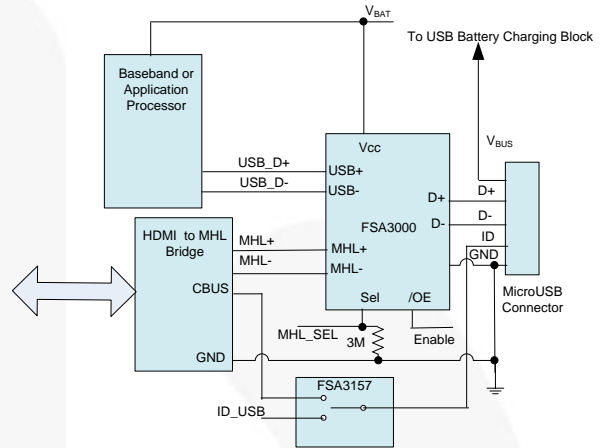 VBAT
To USB Battery Charging Block
Baseband or
Application
Processor
Vcc
VBUS
USB_D+
USB+
USB_D-
USB-
D+
D+
FSA3000
D-
D-
HDMI to MHL
Bridge
MHL+
MHL+
ID
MHL-
MHL-
GND
CBUS
Sel
/OE
MicroUSB
Connector
MHL_SEL
3M
Enable
GND
FSA3157
ID_USB